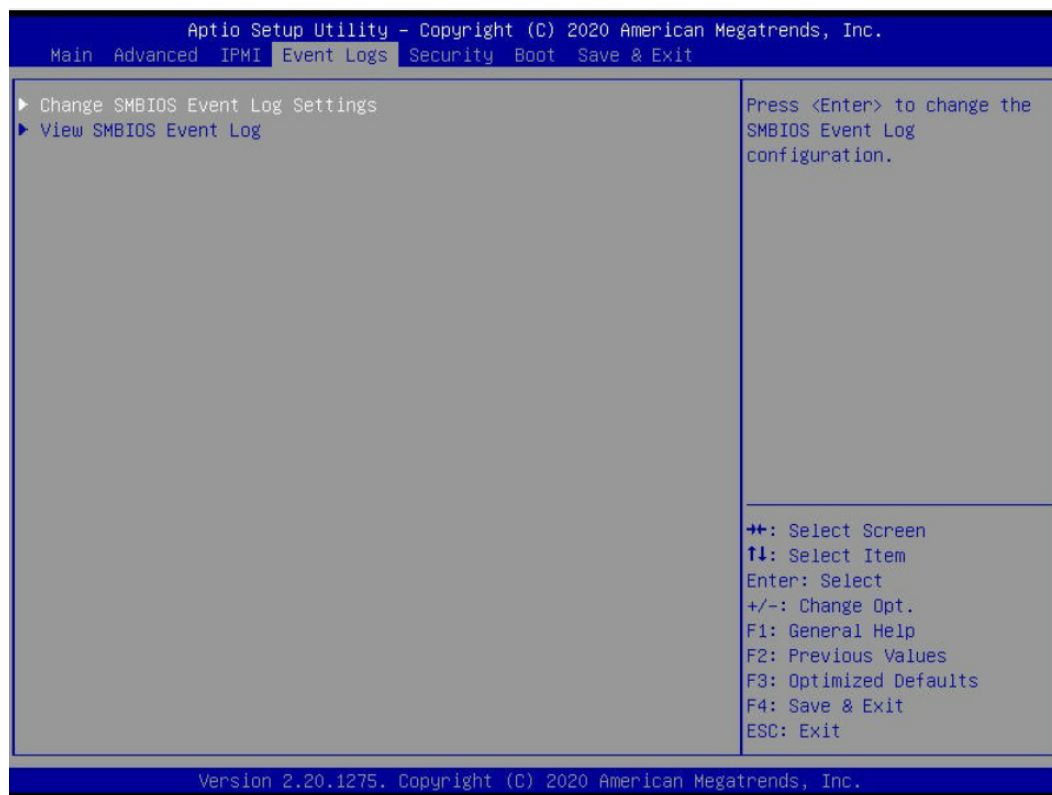 Aptio Setup Utility – Copyright (C) 2020 American Megatrends, Inc.
Main Advanced IPMI Event Logs Security Boot Save & Exit
▶ Change SMBIOS Event Log Settings
▶ View SMBIOS Event Log
Press <Enter> to change the
SMBIOS Event Log
configuration.
→←: Select Screen
↑↓: Select Item
Enter: Select
+/-: Change Opt.
F1: General Help
F2: Previous Values
F3: Optimized Defaults
F4: Save & Exit
ESC: Exit
Version 2.20.1275. Copyright (C) 2020 American Megatrends, Inc.